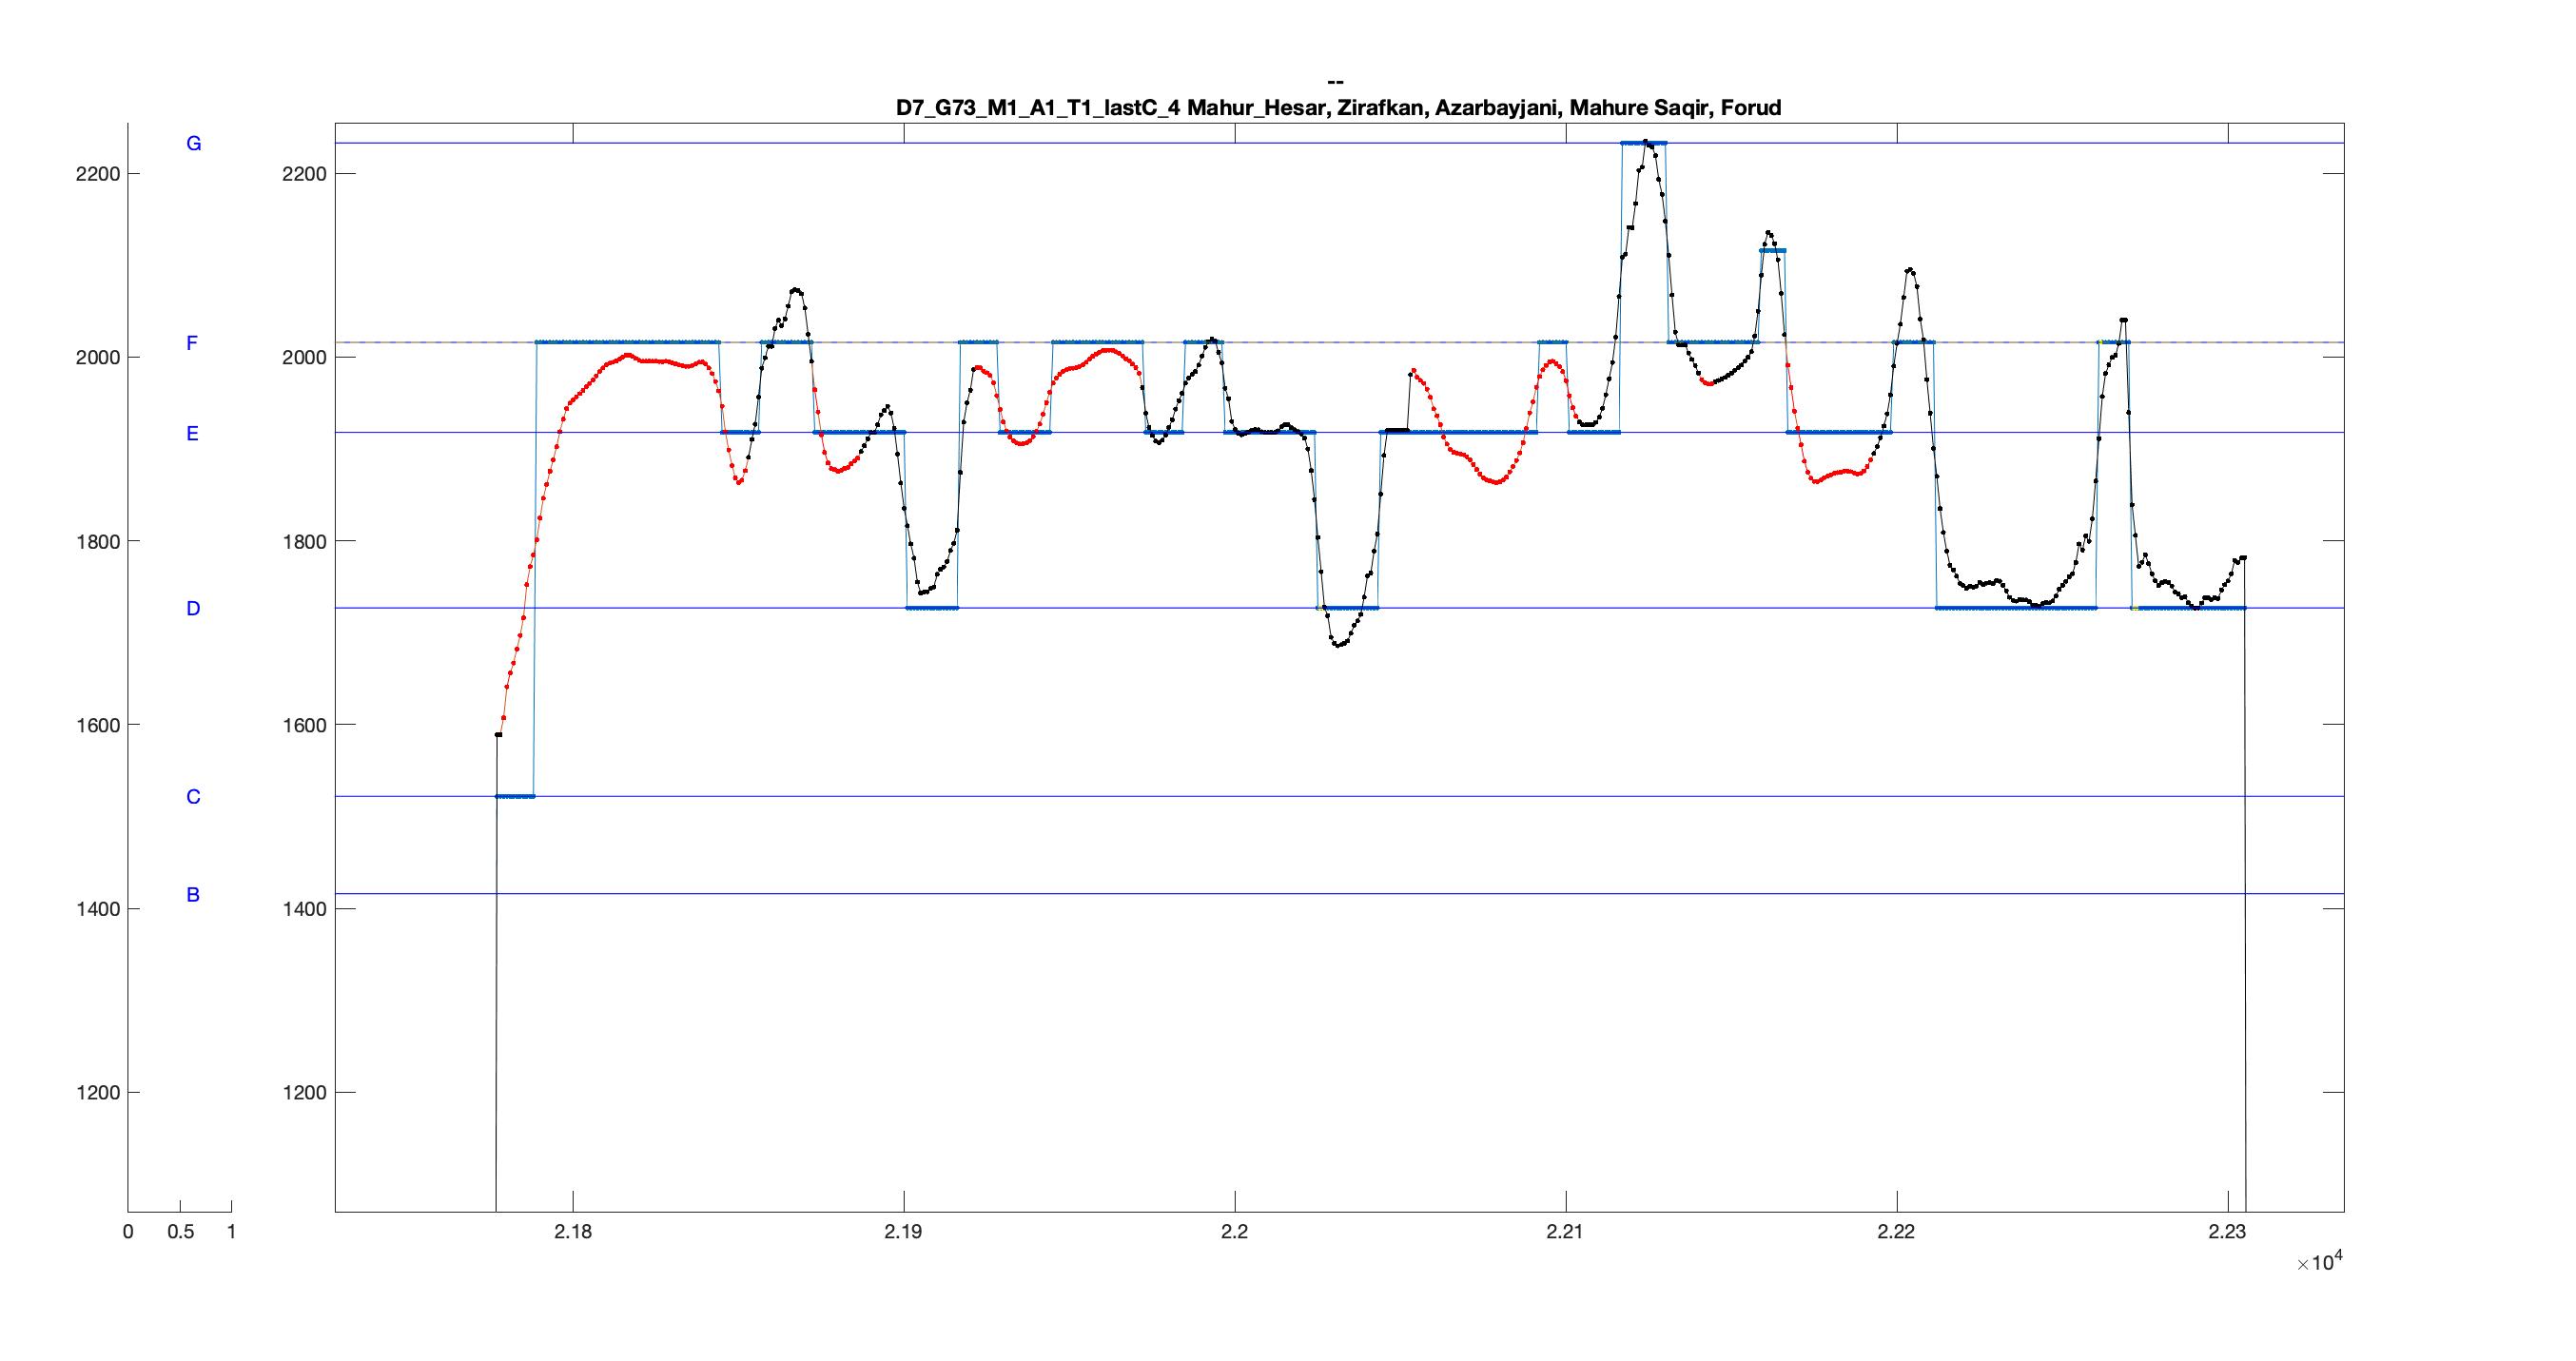 --
D7_G73_M1_A1_T1_lastC_4 Mahur_Hesar, Zirafkan, Azarbayjani, Mahure Saqir, Forud
G
2200 2200
F
2000 2000
E
1800 1800
D
1600 1600
C
1400 1400
B
1200 1200
0 0.5 1 2.18 2.19 2.2 2.21 2.22 2.23
×10⁴